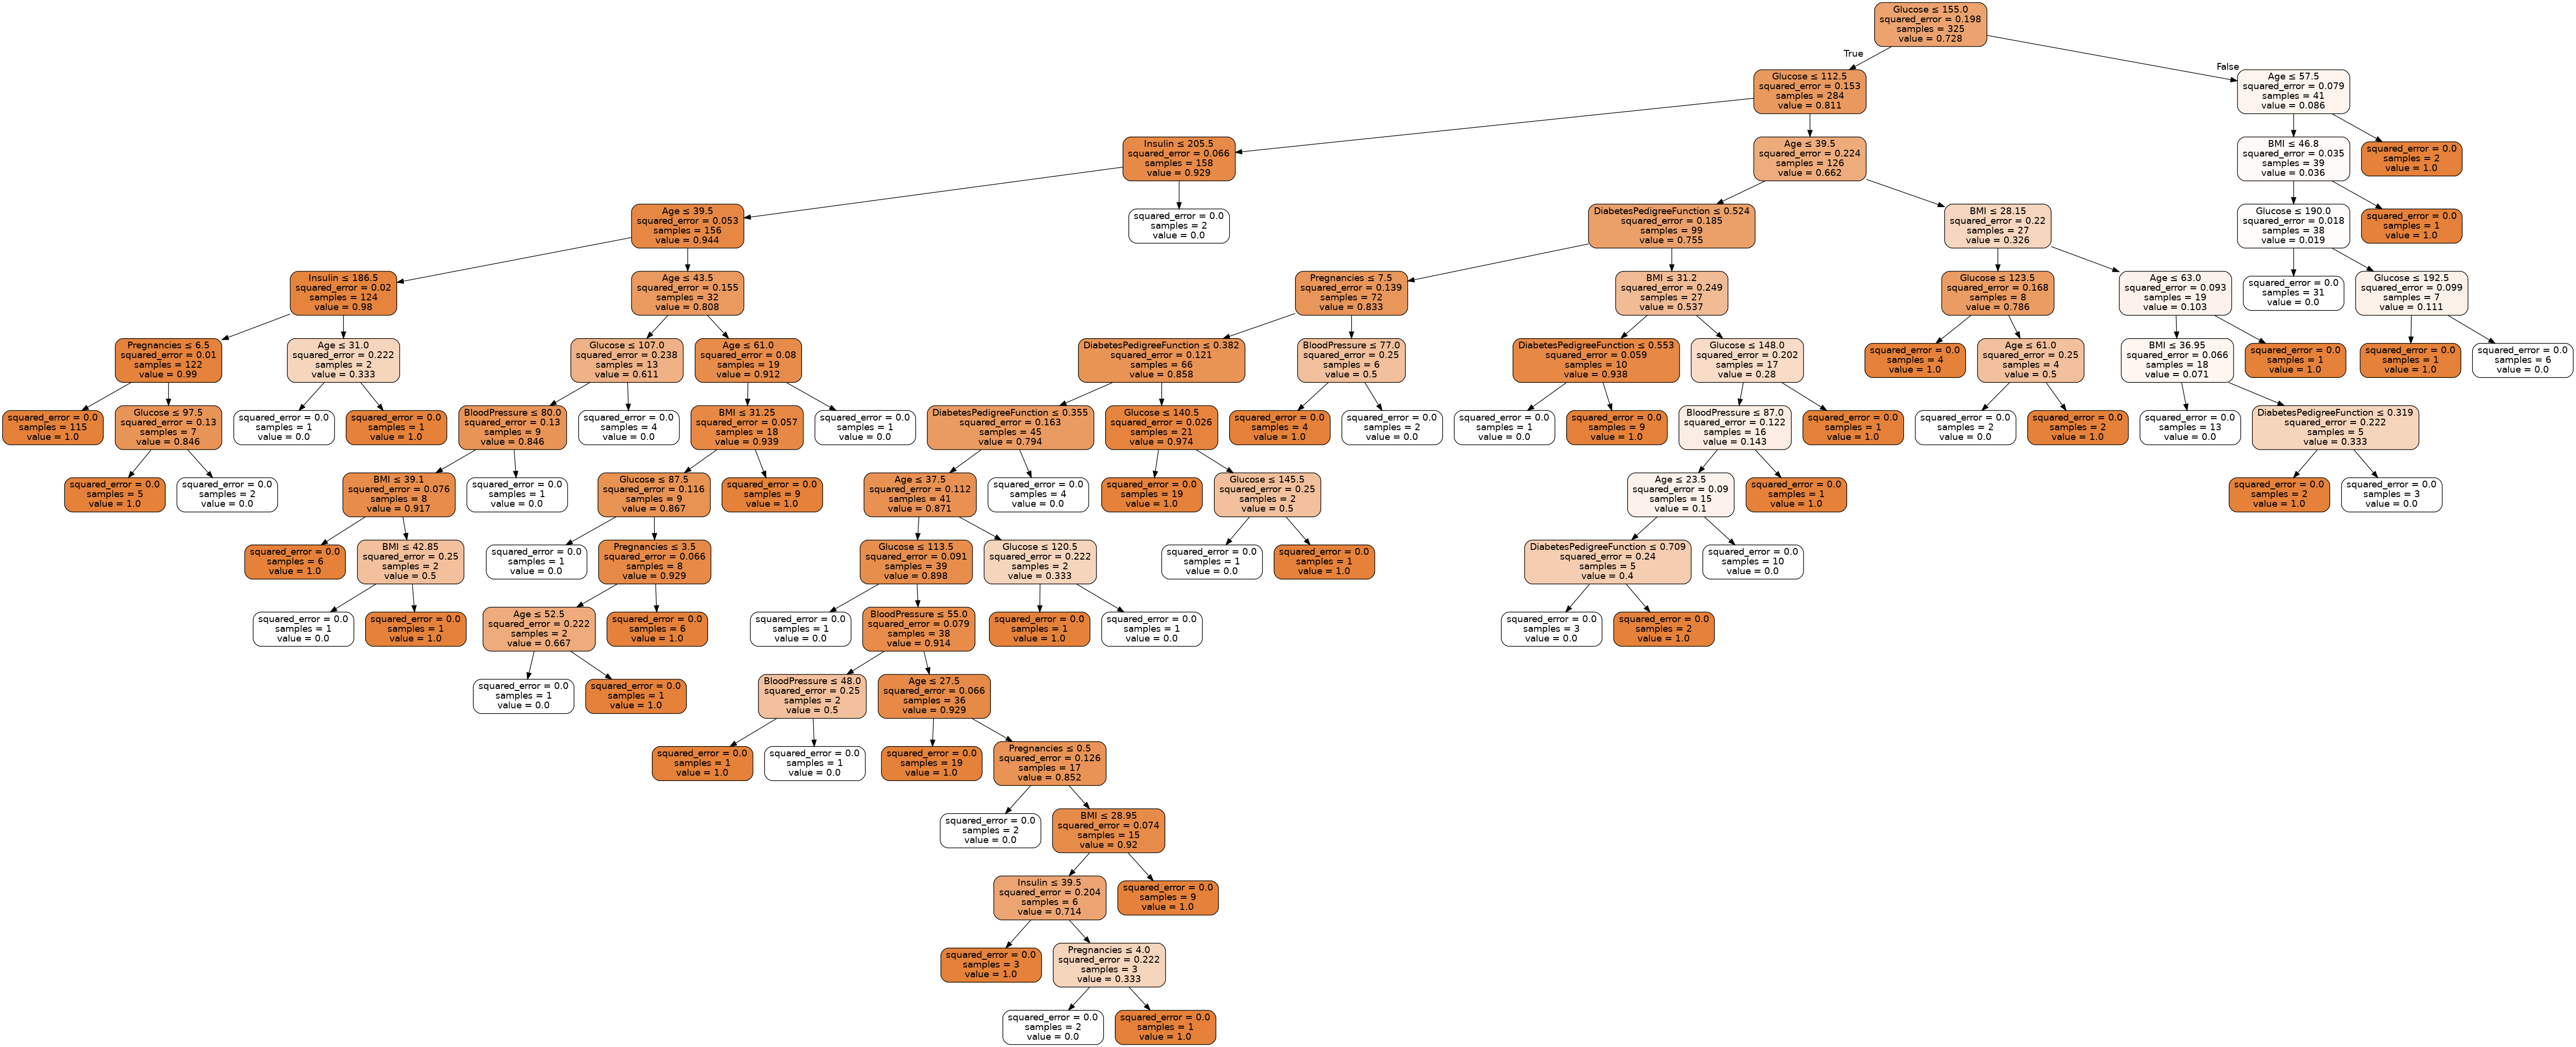 Glucose ≤ 155.0
squared_error = 0.198
samples = 325
value = 0.728
True
False
Glucose ≤ 112.5
squared_error = 0.153
samples = 284
value = 0.811
Age ≤ 57.5
squared_error = 0.079
samples = 41
value = 0.086
Insulin ≤ 205.5
squared_error = 0.066
samples = 158
value = 0.929
Age ≤ 39.5
squared_error = 0.224
samples = 126
value = 0.662
BMI ≤ 46.8
squared_error = 0.035
samples = 39
value = 0.036
squared_error = 0.0
samples = 2
value = 1.0
Age ≤ 39.5
squared_error = 0.053
samples = 156
value = 0.944
squared_error = 0.0
samples = 2
value = 0.0
DiabetesPedigreeFunction ≤ 0.524
squared_error = 0.185
samples = 99
value = 0.755
BMI ≤ 28.15
squared_error = 0.22
samples = 27
value = 0.326
Glucose ≤ 190.0
squared_error = 0.018
samples = 38
value = 0.019
squared_error = 0.0
samples = 1
value = 1.0
Insulin ≤ 186.5
squared_error = 0.02
samples = 124
value = 0.98
Age ≤ 43.5
squared_error = 0.155
samples = 32
value = 0.808
Pregnancies ≤ 7.5
squared_error = 0.139
samples = 72
value = 0.833
BMI ≤ 31.2
squared_error = 0.249
samples = 27
value = 0.537
Glucose ≤ 123.5
squared_error = 0.168
samples = 8
value = 0.786
Age ≤ 63.0
squared_error = 0.093
samples = 19
value = 0.103
squared_error = 0.0
samples = 31
value = 0.0
Glucose ≤ 192.5
squared_error = 0.099
samples = 7
value = 0.111
Pregnancies ≤ 6.5
squared_error = 0.01
samples = 122
value = 0.99
Age ≤ 31.0
squared_error = 0.222
samples = 2
value = 0.333
Glucose ≤ 107.0
squared_error = 0.238
samples = 13
value = 0.611
Age ≤ 61.0
squared_error = 0.08
samples = 19
value = 0.912
DiabetesPedigreeFunction ≤ 0.382
squared_error = 0.121
samples = 66
value = 0.858
BloodPressure ≤ 77.0
squared_error = 0.25
samples = 6
value = 0.5
DiabetesPedigreeFunction ≤ 0.553
squared_error = 0.059
samples = 10
value = 0.938
Glucose ≤ 148.0
squared_error = 0.202
samples = 17
value = 0.28
squared_error = 0.0
samples = 4
value = 1.0
Age ≤ 61.0
squared_error = 0.25
samples = 4
value = 0.5
BMI ≤ 36.95
squared_error = 0.066
samples = 18
value = 0.071
squared_error = 0.0
samples = 1
value = 1.0
squared_error = 0.0
samples = 1
value = 1.0
squared_error = 0.0
samples = 6
value = 0.0
squared_error = 0.0
samples = 115
value = 1.0
Glucose ≤ 97.5
squared_error = 0.13
samples = 7
value = 0.846
squared_error = 0.0
samples = 1
value = 0.0
squared_error = 0.0
samples = 1
value = 1.0
BloodPressure ≤ 80.0
squared_error = 0.13
samples = 9
value = 0.846
squared_error = 0.0
samples = 4
value = 0.0
BMI ≤ 31.25
squared_error = 0.057
samples = 18
value = 0.939
squared_error = 0.0
samples = 1
value = 0.0
DiabetesPedigreeFunction ≤ 0.355
squared_error = 0.163
samples = 45
value = 0.794
Glucose ≤ 140.5
squared_error = 0.026
samples = 21
value = 0.974
squared_error = 0.0
samples = 4
value = 1.0
squared_error = 0.0
samples = 2
value = 0.0
squared_error = 0.0
samples = 1
value = 0.0
squared_error = 0.0
samples = 9
value = 1.0
BloodPressure ≤ 87.0
squared_error = 0.122
samples = 16
value = 0.143
squared_error = 0.0
samples = 1
value = 1.0
squared_error = 0.0
samples = 2
value = 0.0
squared_error = 0.0
samples = 2
value = 1.0
squared_error = 0.0
samples = 13
value = 0.0
DiabetesPedigreeFunction ≤ 0.319
squared_error = 0.222
samples = 5
value = 0.333
squared_error = 0.0
samples = 5
value = 1.0
squared_error = 0.0
samples = 2
value = 0.0
BMI ≤ 39.1
squared_error = 0.076
samples = 8
value = 0.917
squared_error = 0.0
samples = 1
value = 0.0
Glucose ≤ 87.5
squared_error = 0.116
samples = 9
value = 0.867
squared_error = 0.0
samples = 9
value = 1.0
Age ≤ 37.5
squared_error = 0.112
samples = 41
value = 0.871
squared_error = 0.0
samples = 4
value = 0.0
squared_error = 0.0
samples = 19
value = 1.0
Glucose ≤ 145.5
squared_error = 0.25
samples = 2
value = 0.5
Age ≤ 23.5
squared_error = 0.09
samples = 15
value = 0.1
squared_error = 0.0
samples = 1
value = 1.0
squared_error = 0.0
samples = 2
value = 1.0
squared_error = 0.0
samples = 3
value = 0.0
squared_error = 0.0
samples = 6
value = 1.0
BMI ≤ 42.85
squared_error = 0.25
samples = 2
value = 0.5
squared_error = 0.0
samples = 1
value = 0.0
Pregnancies ≤ 3.5
squared_error = 0.066
samples = 8
value = 0.929
Glucose ≤ 113.5
squared_error = 0.091
samples = 39
value = 0.898
Glucose ≤ 120.5
squared_error = 0.222
samples = 2
value = 0.333
squared_error = 0.0
samples = 1
value = 0.0
squared_error = 0.0
samples = 1
value = 1.0
DiabetesPedigreeFunction ≤ 0.709
squared_error = 0.24
samples = 5
value = 0.4
squared_error = 0.0
samples = 10
value = 0.0
squared_error = 0.0
samples = 1
value = 0.0
squared_error = 0.0
samples = 1
value = 1.0
Age ≤ 52.5
squared_error = 0.222
samples = 2
value = 0.667
squared_error = 0.0
samples = 6
value = 1.0
squared_error = 0.0
samples = 1
value = 0.0
BloodPressure ≤ 55.0
squared_error = 0.079
samples = 38
value = 0.914
squared_error = 0.0
samples = 1
value = 1.0
squared_error = 0.0
samples = 1
value = 0.0
squared_error = 0.0
samples = 3
value = 0.0
squared_error = 0.0
samples = 2
value = 1.0
squared_error = 0.0
samples = 1
value = 0.0
squared_error = 0.0
samples = 1
value = 1.0
BloodPressure ≤ 48.0
squared_error = 0.25
samples = 2
value = 0.5
Age ≤ 27.5
squared_error = 0.066
samples = 36
value = 0.929
squared_error = 0.0
samples = 1
value = 1.0
squared_error = 0.0
samples = 1
value = 0.0
squared_error = 0.0
samples = 19
value = 1.0
Pregnancies ≤ 0.5
squared_error = 0.126
samples = 17
value = 0.852
squared_error = 0.0
samples = 2
value = 0.0
BMI ≤ 28.95
squared_error = 0.074
samples = 15
value = 0.92
Insulin ≤ 39.5
squared_error = 0.204
samples = 6
value = 0.714
squared_error = 0.0
samples = 9
value = 1.0
squared_error = 0.0
samples = 3
value = 1.0
Pregnancies ≤ 4.0
squared_error = 0.222
samples = 3
value = 0.333
squared_error = 0.0
samples = 2
value = 0.0
squared_error = 0.0
samples = 1
value = 1.0